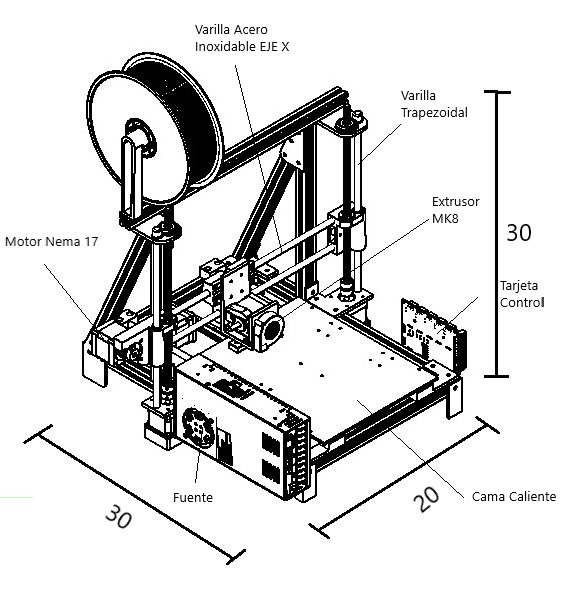 Varilla Acero
Inoxidable EJE X
Varilla
Trapezoidal
Extrusor
MK8
30
Motor Nema 17
Tarjeta
Control
Fuente
Cama Caliente
30
20